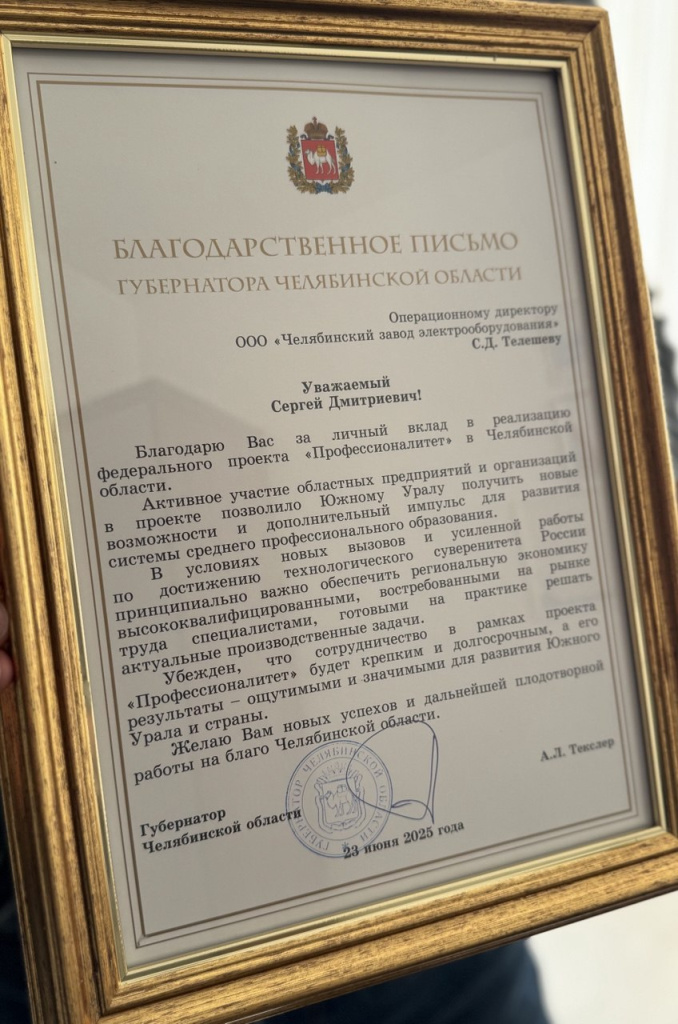 БЛАГОДАРСТВЕННОЕ ПИСЬМО
ГУБЕРНАТОРА ЧЕЛЯБИНСКОЙ ОБЛАСТИ
Операционному директору
ООО «Челябинский завод электрооборудования»
С.Д. Телешеву
Уважаемый
Сергей Дмитриевич!
Благодарю Вас за личный вклад в реализацию
федерального проекта «Профессионалитет» в Челябинской
области.
Активное участие областных предприятий и организаций
в проекте позволило Южному Уралу получить новые
возможности и дополнительный импульс для развития
системы среднего профессионального образования.
В условиях новых вызовов и усиленной работы
по достижению технологического суверенитета России
принципиально важно обеспечить региональную экономику
высококвалифицированными, востребованными на рынке
труда специалистами, готовыми на практике решать
актуальные производственные задачи.
Убежден, что сотрудничество в рамках проекта
«Профессионалитет» будет крепким и долгосрочным, а его
результаты – ощутимыми и значимыми для развития Южного
Урала и страны.
Желаю Вам новых успехов и дальнейшей плодотворной
работы на благо Челябинской области.
А.Л. Текслер
Губернатор
Челябинской области
ГУБЕРНАТОР ЧЕЛЯБИНСКОЙ ОБЛАСТИ
23 июня 2025 года